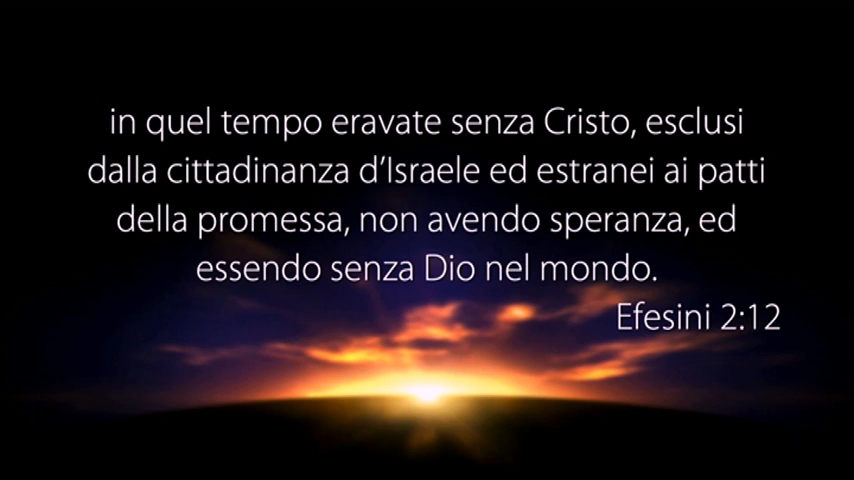 in quel tempo eravate senza Cristo, esclusi
dalla cittadinanza d’Israele ed estranei ai patti
della promessa, non avendo speranza, ed
essendo senza Dio nel mondo.
Efesini 2:12